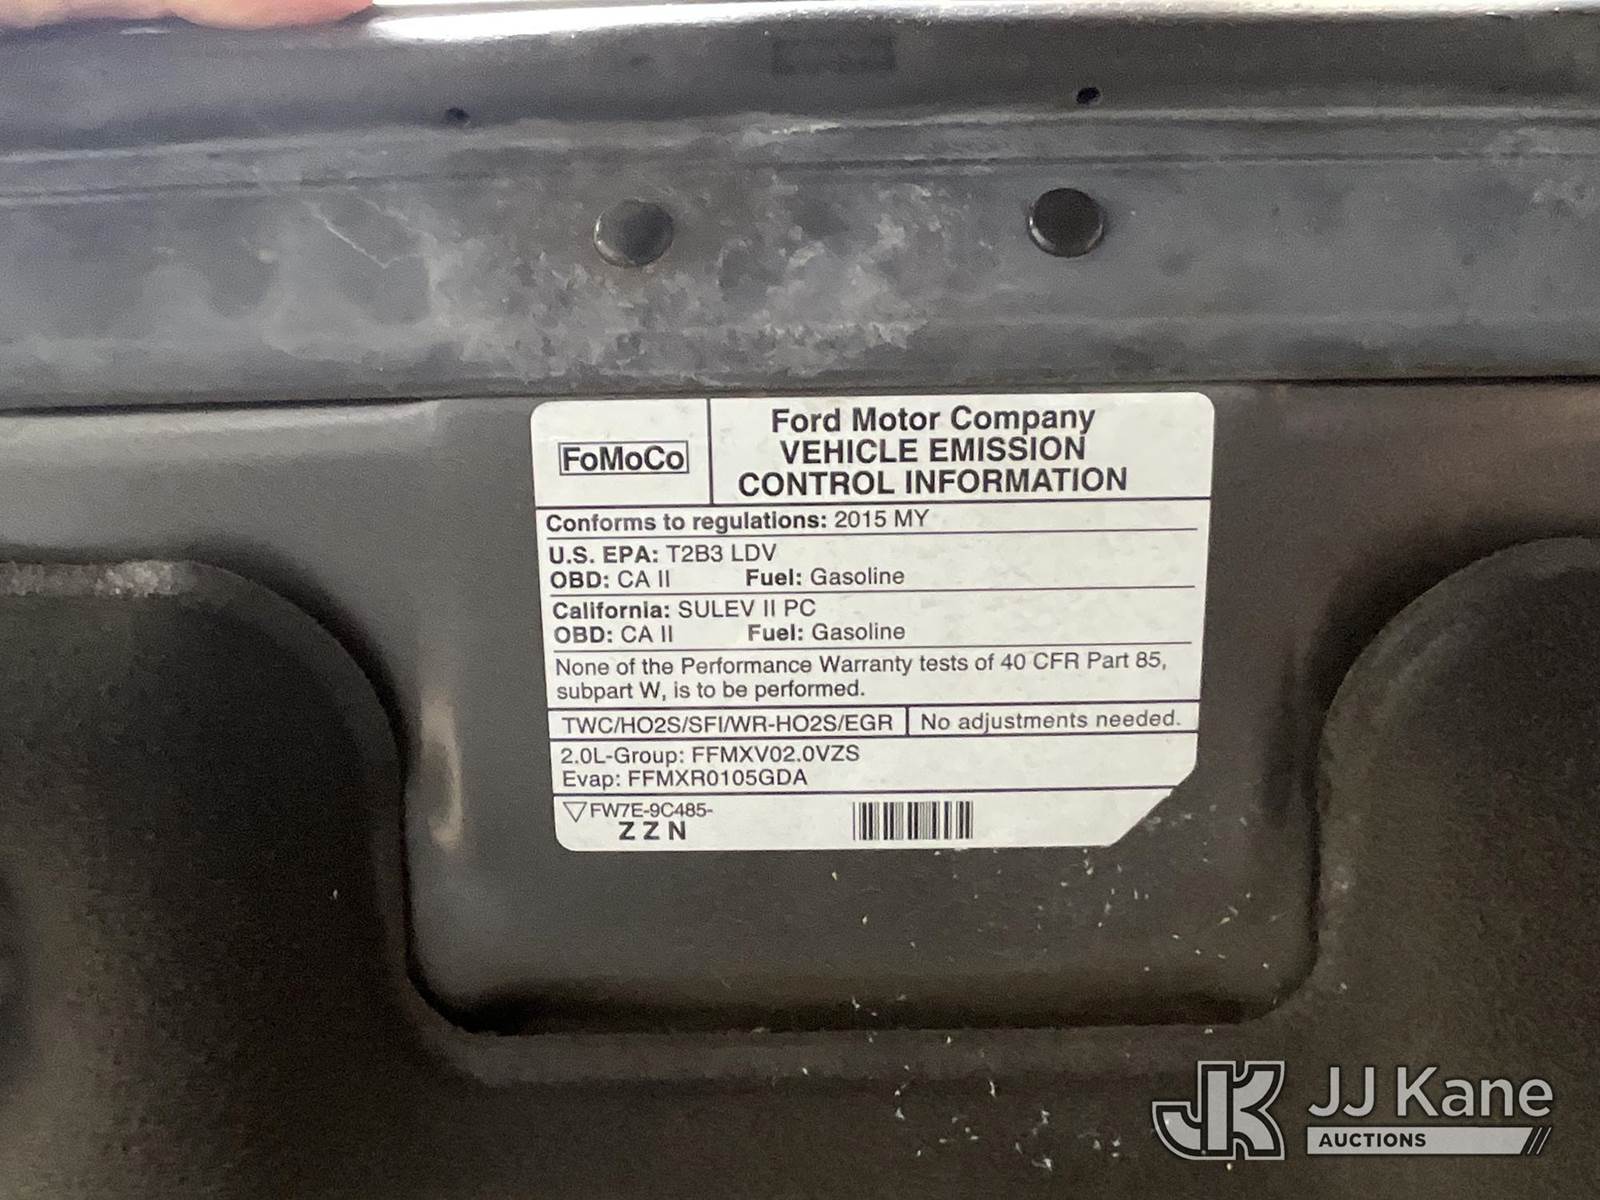 FoMoCo
Ford Motor Company
VEHICLE EMISSION
CONTROL INFORMATION
Conforms to regulations: 2015 MY
U.S. EPA: T2B3 LDV
OBD: CA II Fuel: Gasoline
California: SULEV II PC
OBD: CA II Fuel: Gasoline
None of the Performance Warranty tests of 40 CFR Part 85,
subpart W, is to be performed.
TWC/HO2S/SFI/WR-HO2S/EGR No adjustments needed.
2.0L-Group: FFMXV02.0VZS
Evap: FFMXR0105GDA
FW7E-9C485-
ZZN
JK JJ Kane
AUCTIONS